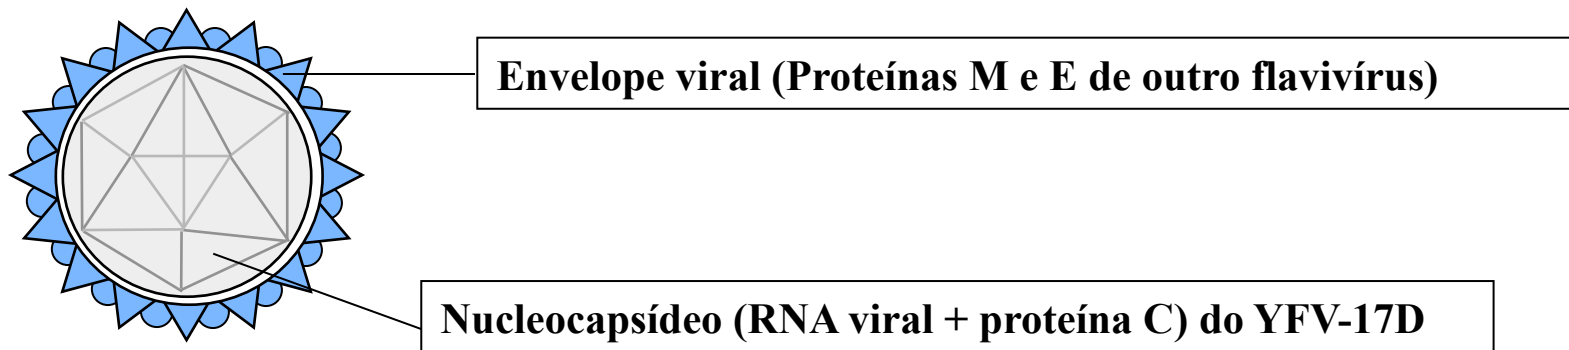 Envelope viral (Proteínas M e E de outro flavivírus)
Nucleocapsídeo (RNA viral + proteína C) do YFV-17D